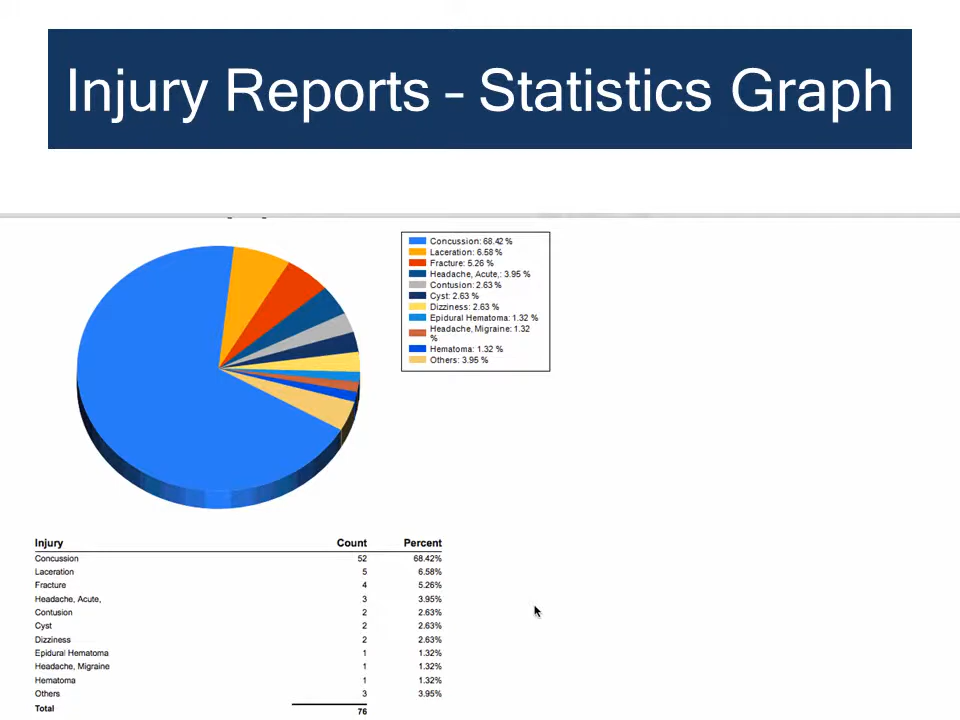 Injury Reports – Statistics Graph
Concussion: 68.42 %
Laceration: 6.58 %
Fracture: 5.26 %
Headache, Acute,: 3.95 %
Contusion: 2.63 %
Cyst: 2.63 %
Dizziness: 2.63 %
Epidural Hematoma: 1.32 %
Headache, Migraine: 1.32
%
Hematoma: 1.32 %
Others: 3.95 %
Injury Count Percent
Concussion 52 68.42%
Laceration 5 6.58%
Fracture 4 5.26%
Headache, Acute, 3 3.95%
Contusion 2 2.63%
Cyst 2 2.63%
Dizziness 2 2.63%
Epidural Hematoma 1 1.32%
Headache, Migraine 1 1.32%
Hematoma 1 1.32%
Others 3 3.95%
Total 76